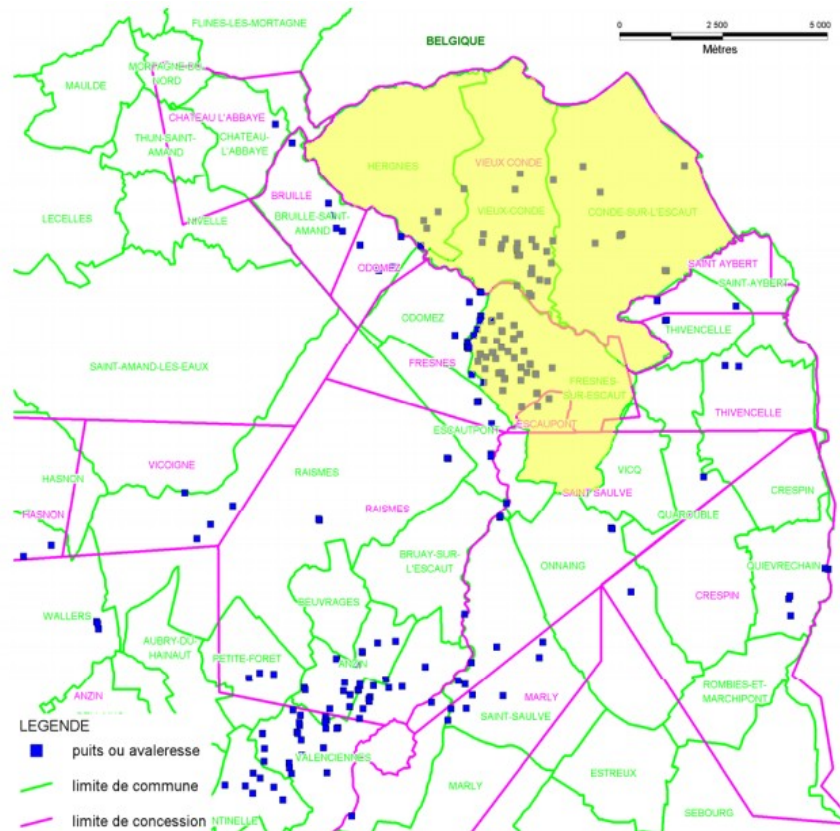 FLINES-LES-MORTAGNE
BELGIQUE
0 2 500 5 000
Mètres
MORTAGNE-DU-
NORD
MAULDE
CHATEAU L'ABBAYE
THUN-SAINT-
AMAND
CHATEAU-
L'ABBAYE
HERGNIES
VIEUX CONDE
BRUILLE
VIEUX-CONDE
CONDE-SUR-L'ESCAUT
LECELLES
NIVELLE
BRUILLE-SAINT-
AMAND
ODOMEZ
SAINT AYBERT
SAINT-AYBERT
ODOMEZ
THIVENCELLE
SAINT-AMAND-LES-EAUX
FRESNES
FRESNES-
SUR-ESCAUT
THIVENCELLE
ESCAUTPONT
ESCAUPONT
VICOIGNE
RAISMES
VICQ
HASNON
SAINT SAULVE
CRESPIN
HASNON
RAISMES
QUAROUBLE
BRUAY-SUR-
L'ESCAUT
ONNAING
QUIEVRECHAIN
BEUVRAGES
CRESPIN
WALLERS
AUBRY-DU-
HAINAUT
PETITE-FORET
ANZIN
ROMBIES-ET-
MARCHIPONT
ANZIN
MARLY
SAINT-SAULVE
LEGENDE
puits ou avaleresse
VALENCIENNES
ESTREUX
limite de commune
MARLY
SEBOURG
limite de concession
NTINELLE